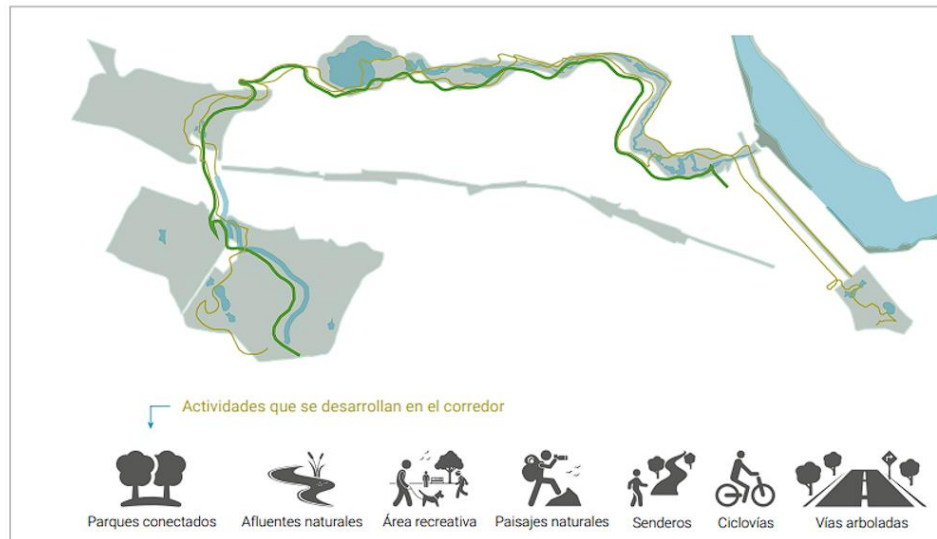 Actividades que se desarrollan en el corredor
Parques conectados
Afluentes naturales
Área recreativa
Paisajes naturales
Senderos
Ciclovías
Vías arboladas